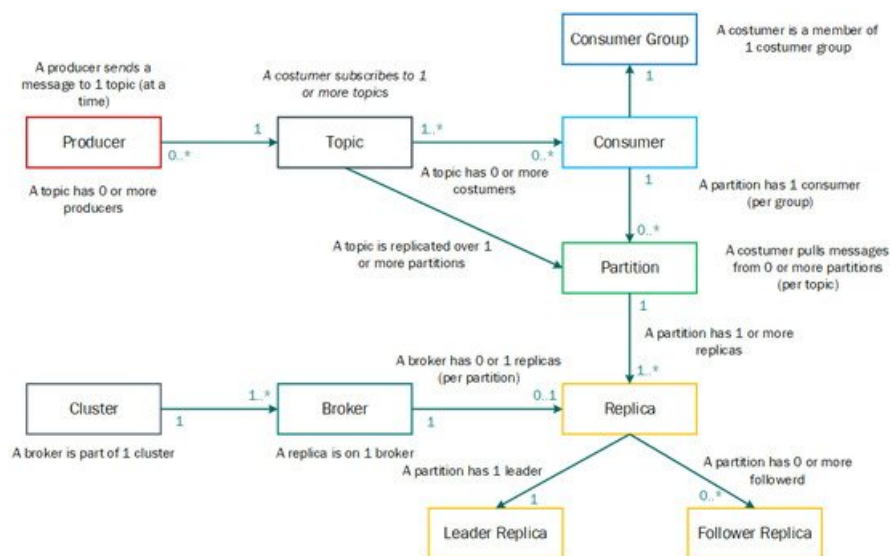 Consumer Group
A costumer is a member of
1 costumer group
A producer sends a
message to 1 topic (at a
time)
A costumer subscribes to 1
or more topics
1
Producer
1
0..*
Topic
1..*
0..*
Consumer
A topic has 0 or more
producers
A topic has 0 or more
costumers
1
A partition has 1 consumer
(per group)
0..*
A topic is replicated over 1
or more partitions
Partition
A costumer pulls messages
from 0 or more partitions
(per topic)
1
A partition has 1 or more
replicas
A broker has 0 or 1 replicas
(per partition)
1..*
Cluster
1
1..*
Broker
1
0..1
Replica
A broker is part of 1 cluster
A replica is on 1 broker
A partition has 1 leader
A partition has 0 or more
followerd
1
0..*
Leader Replica
Follower Replica